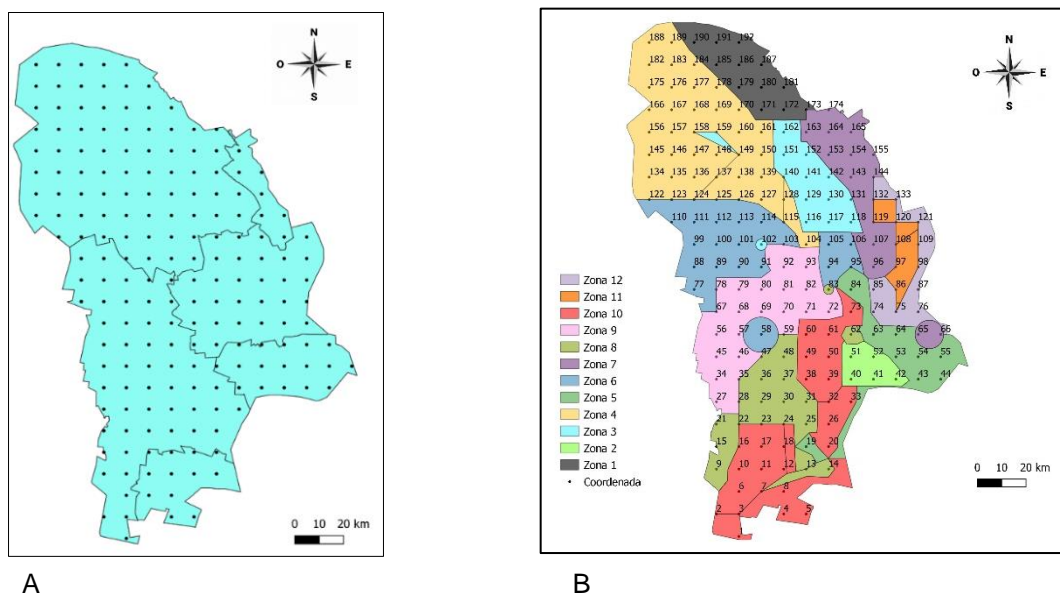 N
O E
S
0 10 20 km
A
N
O E
S
188 189 190 191 192
182 183 184 185 186 187
175 176 177 178 179 180 181
166 167 168 169 170 171 172 173 174
156 157 158 159 160 161 162 163 164 165
145 146 147 148 149 150 151 152 153 154 155
134 135 136 137 138 139 140 141 142 143 144
122 123 124 125 126 127 128 129 130 131 132 133
110 111 112 113 114 115 116 117 118 119 120 121
99 100 101 102 103 104 105 106 107 108 109
88 89 90 91 92 93 94 95 96 97 98
77 78 79 80 81 82 83 84 85 86 87
67 68 69 70 71 72 73 74 75 76
56 57 58 59 60 61 62 63 64 65 66
45 46 47 48 49 50 51 52 53 54 55
34 35 36 37 38 39 40 41 42 43 44
27 28 29 30 31 32 33
21 22 23 24 25 26
15 16 17 18 19 20
9 10 11 12 13 14
6 7 8
2 3 4 5
1
Zona 12
Zona 11
Zona 10
Zona 9
Zona 8
Zona 7
Zona 6
Zona 5
Zona 4
Zona 3
Zona 2
Zona 1
Coordenada
0 10 20 km
B